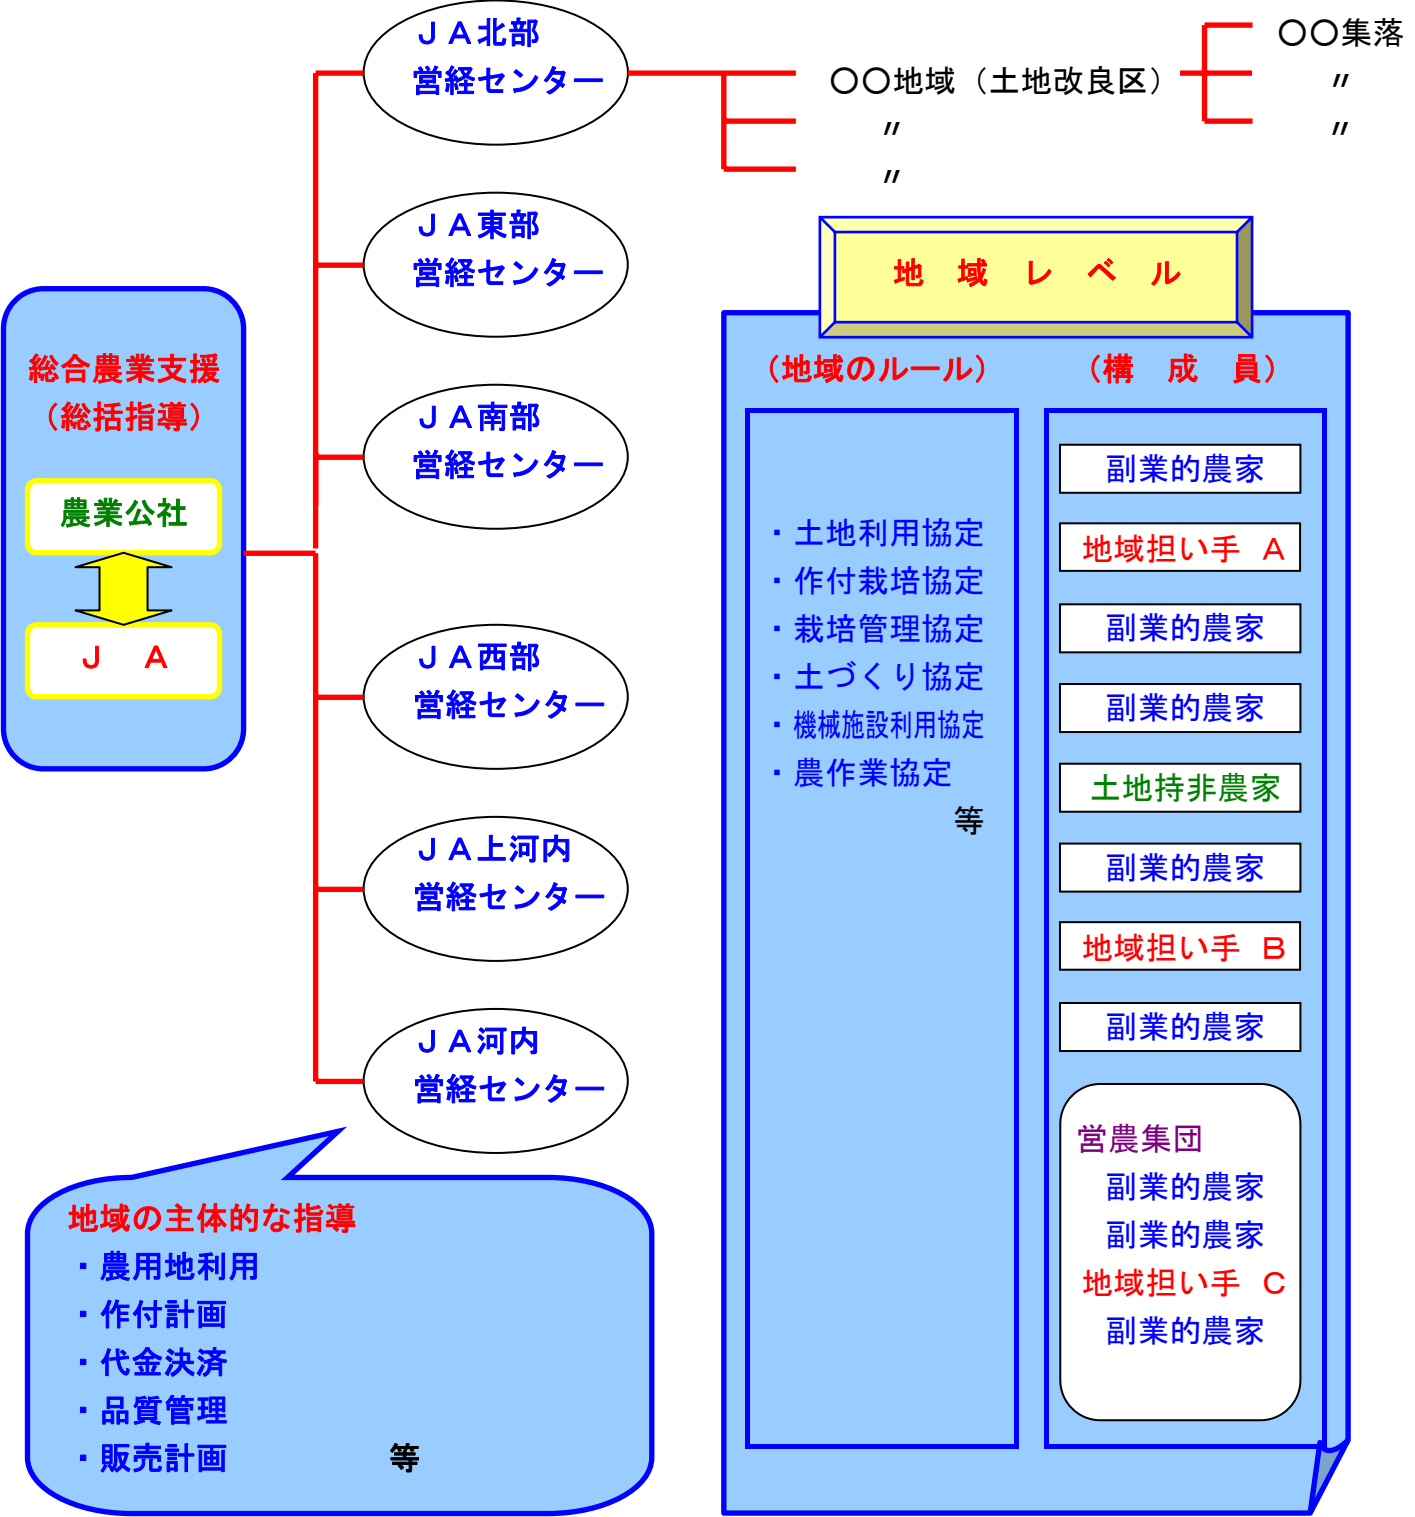 総合農業支援
（総括指導）
農業公社
Ｊ　Ａ
ＪＡ北部
営経センター
ＪＡ東部
営経センター
ＪＡ南部
営経センター
ＪＡ西部
営経センター
ＪＡ上河内
営経センター
ＪＡ河内
営経センター
〇〇地域（土地改良区）
〃
〃
〇〇集落
〃
〃
地　域　レ　ベ　ル
（地域のルール）
・土地利用協定
・作付栽培協定
・栽培管理協定
・土づくり協定
・機械施設利用協定
・農作業協定
等
（構　成　員）
副業的農家
地域担い手　Ａ
副業的農家
副業的農家
土地持非農家
副業的農家
地域担い手　Ｂ
副業的農家
営農集団
副業的農家
副業的農家
地域担い手　Ｃ
副業的農家
地域の主体的な指導
・農用地利用
・作付計画
・代金決済
・品質管理
・販売計画　　　　　等